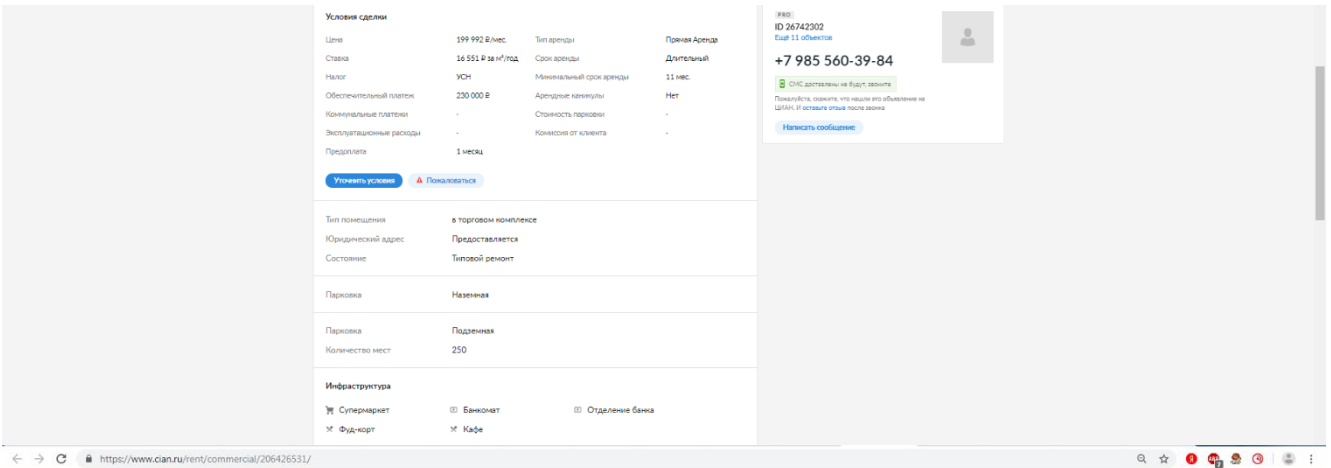 Условия сделки
Цена 199 992 ₽/мес. Тип аренды Прямая Аренда
Ставка 16 551 ₽ за м²/год Срок аренды Длительный
Налог УСН Минимальный срок аренды 11 мес.
Обеспечительный платеж 230 000 ₽ Арендные каникулы Нет
Коммунальные платежи - Стоимость парковки -
Эксплуатационные расходы - Комиссия от клиента -
Предоплата 1 месяц
Уточнить условия Пожаловаться
Тип помещения в торговом комплексе
Юридический адрес Предоставляется
Состояние Типовой ремонт
Парковка Наземная
Парковка Подземная
Количество мест 250
Инфраструктура
Супермаркет Банкомат Отделение банка
Фуд-корт Кафе
PRO
ID 26742302
Ещё 11 объектов
+7 985 560-39-84
СМС доставлены не будут, звоните
Пожалуйста, скажите, что нашли это объявление на
ЦИАН. И оставьте отзыв после звонка
Написать сообщение
https://www.cian.ru/rent/commercial/206426531/